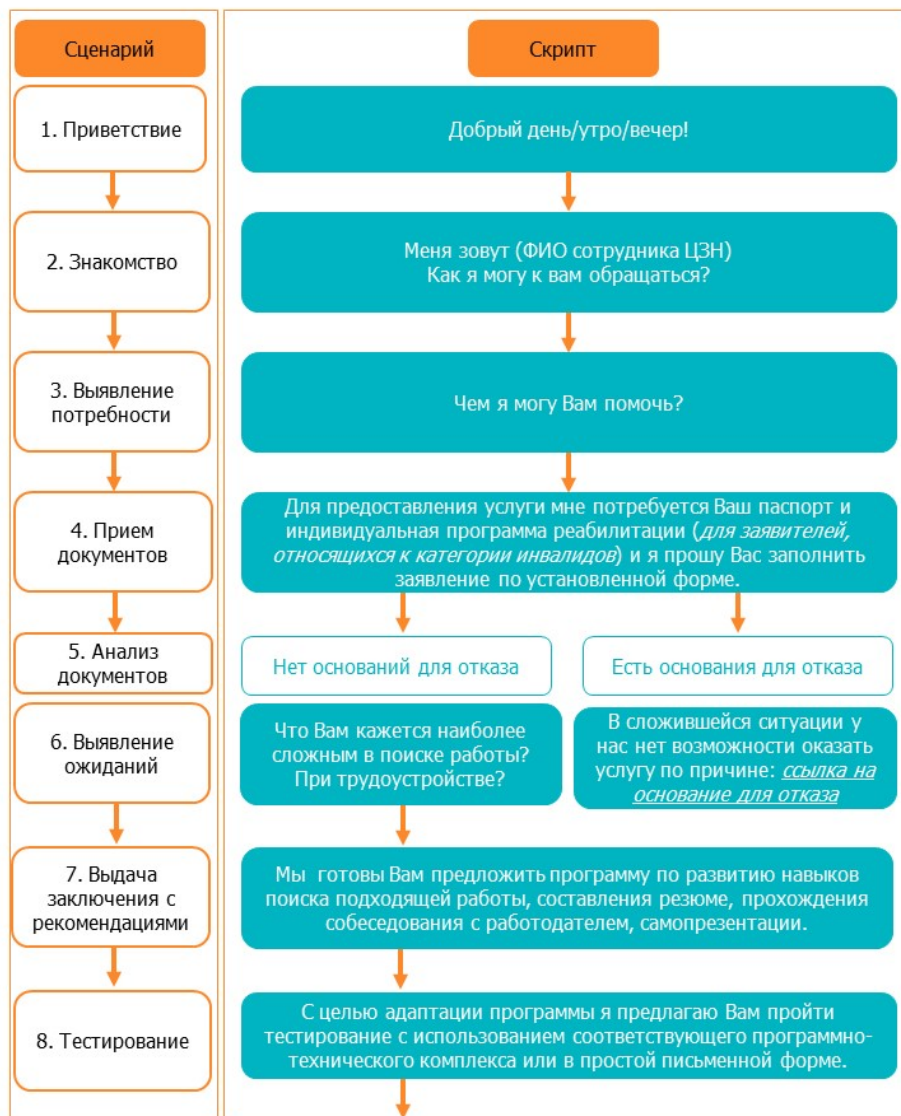 Сценарий
Скрипт
1. Приветствие
Добрый день/утро/вечер!
2. Знакомство
Меня зовут (ФИО сотрудника ЦЗН)
Как я могу к вам обращаться?
3. Выявление
потребности
Чем я могу Вам помочь?
4. Прием
документов
Для предоставления услуги мне потребуется Ваш паспорт и
индивидуальная программа реабилитации (для заявителей,
относящихся к категории инвалидов) и я прошу Вас заполнить
заявление по установленной форме.
5. Анализ
документов
Нет оснований для отказа
Есть основания для отказа
6. Выявление
ожиданий
Что Вам кажется наиболее
сложным в поиске работы?
При трудоустройстве?
В сложившейся ситуации у
нас нет возможности оказать
услугу по причине: ссылка на
основание для отказа
7. Выдача
заключения с
рекомендациями
Мы готовы Вам предложить программу по развитию навыков
поиска подходящей работы, составления резюме, прохождения
собеседования с работодателем, самопрезентации.
8. Тестирование
С целью адаптации программы я предлагаю Вам пройти
тестирование с использованием соответствующего программно-
технического комплекса или в простой письменной форме.